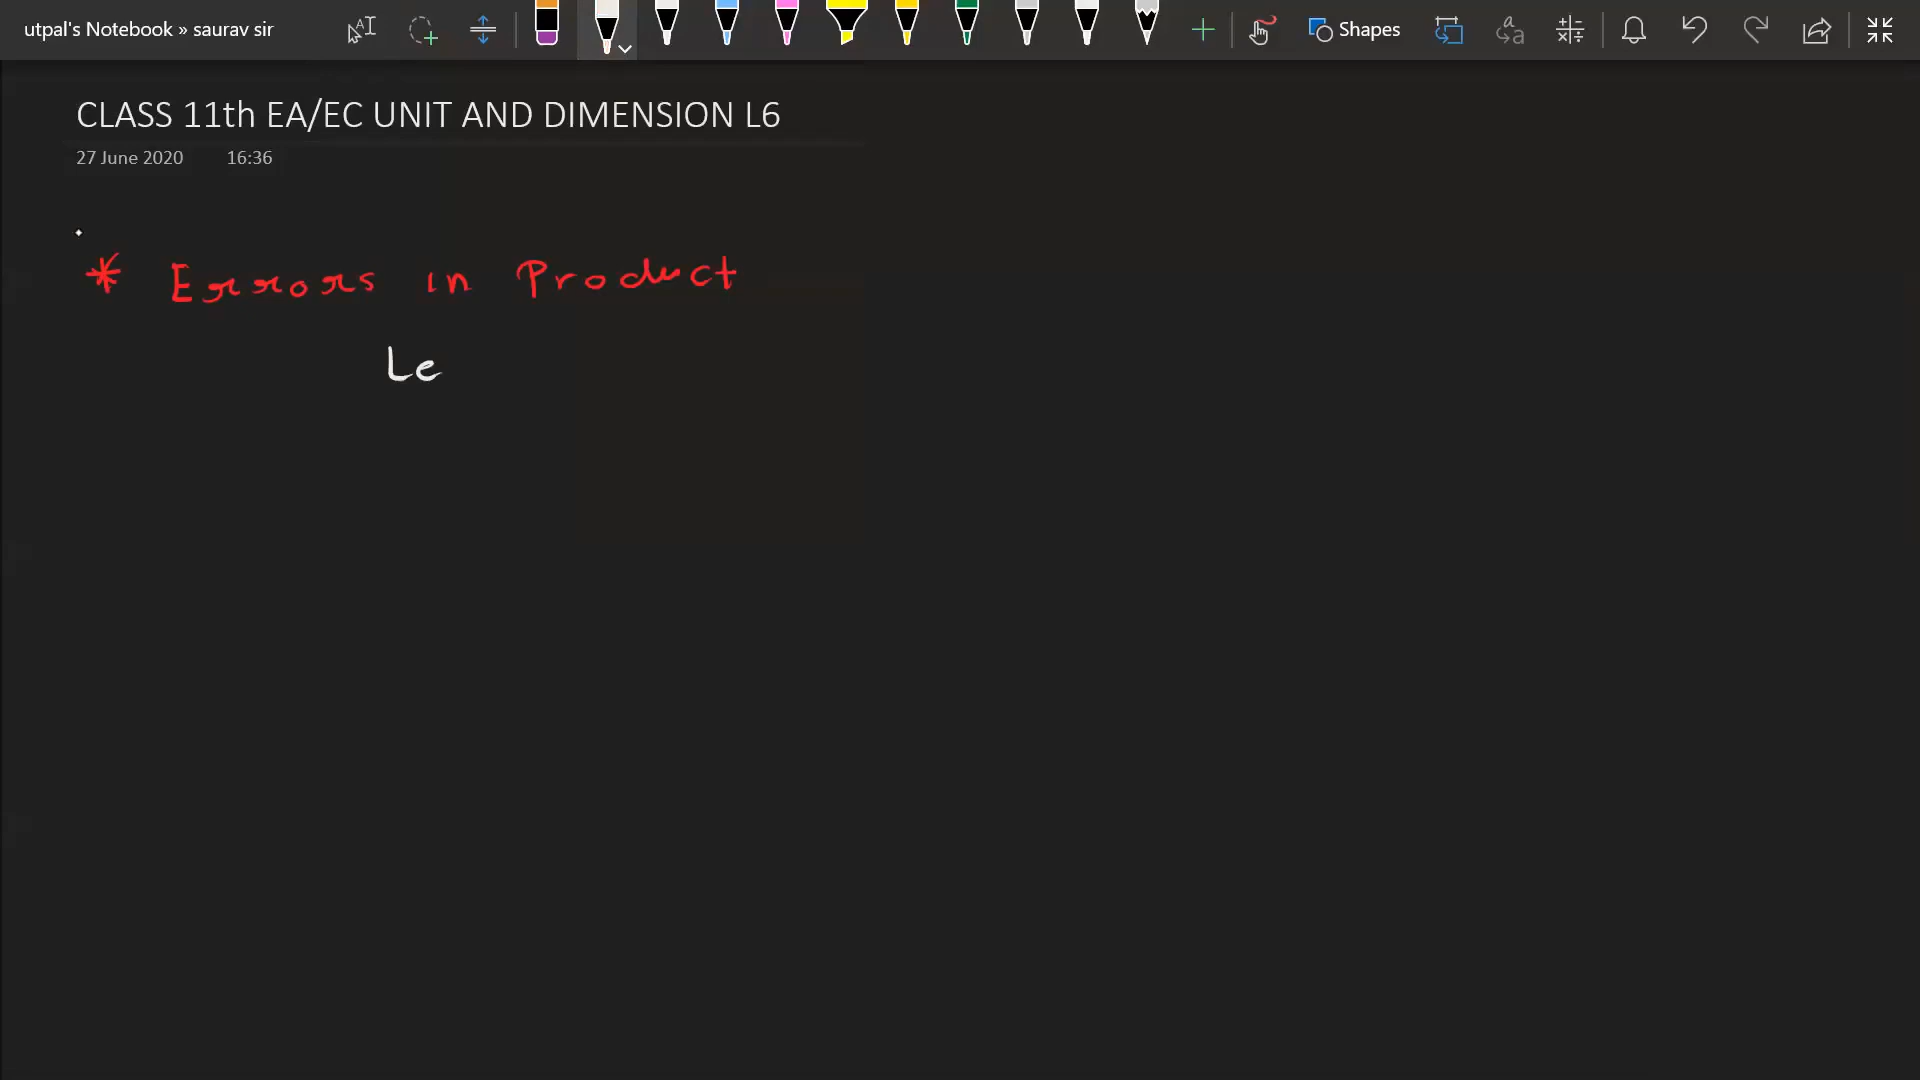 utpal's Notebook » saurav sir
Shapes
CLASS 11th EA/EC UNIT AND DIMENSION L6
27 June 2020 16:36
* Errors in Product
Le